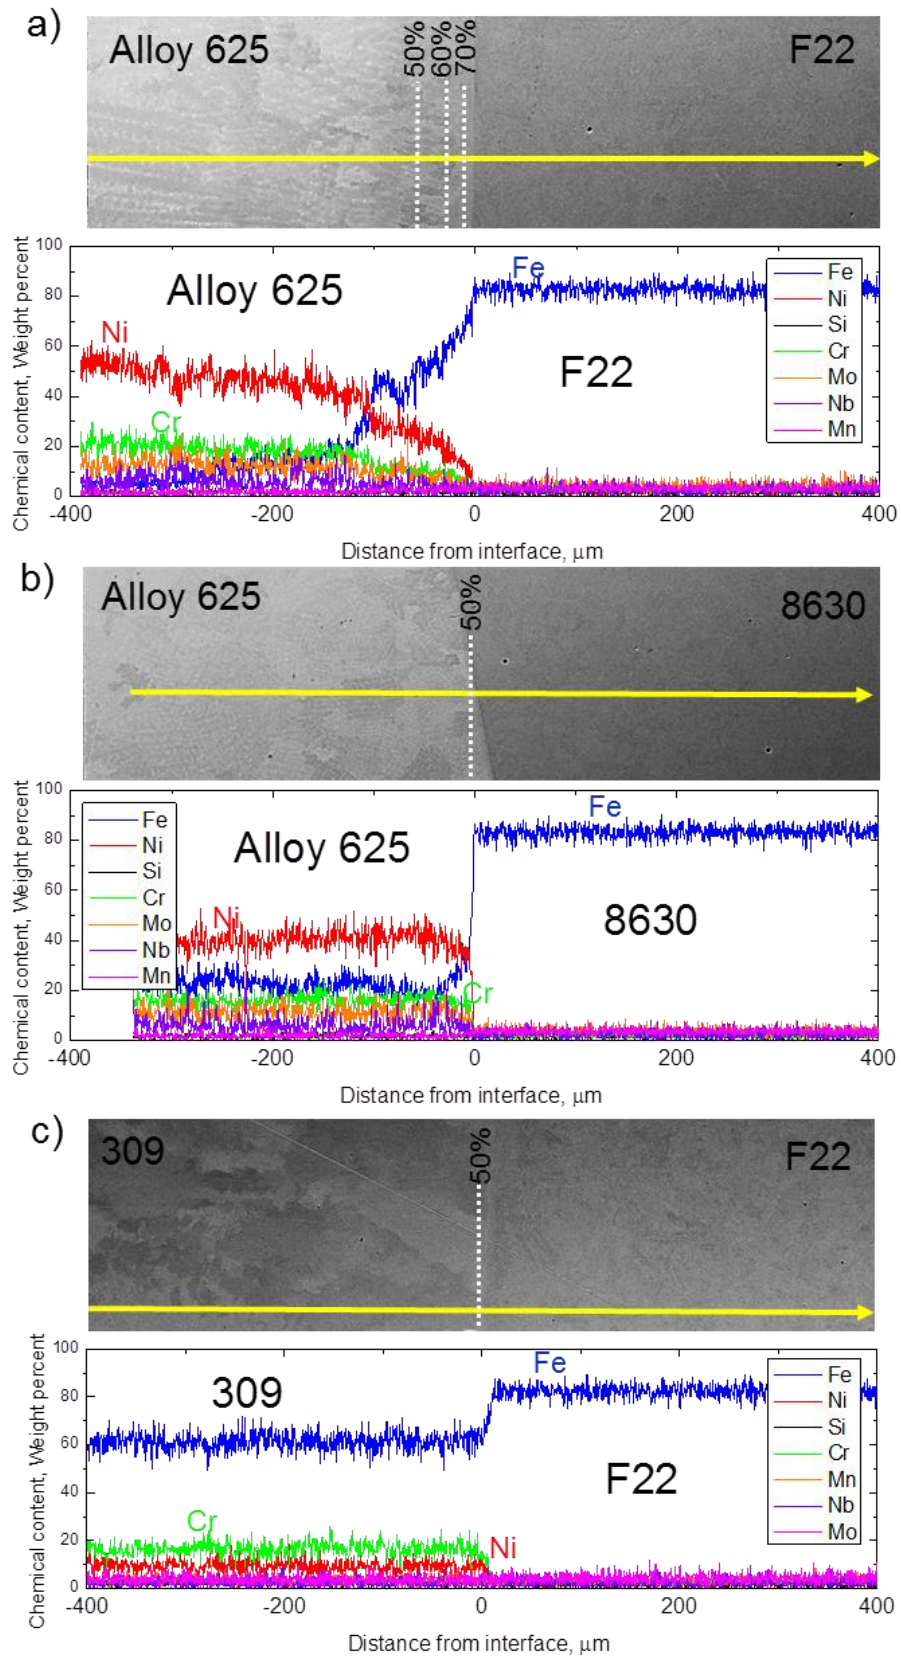 a)
Alloy 625
50%
60%
70%
F22
Chemical content, Weight percent
100
80
60
40
20
0
Alloy 625
Ni
Cr
Fe
F22
Fe
Ni
Si
Cr
Mo
Nb
Mn
-400
-200
0
200
400
Distance from interface, μm
b)
Alloy 625
50%
8630
Chemical content, Weight percent
100
80
60
40
20
0
Fe
Ni
Si
Cr
Mo
Nb
Mn
Alloy 625
Ni
Cr
Fe
8630
-400
-200
0
200
400
Distance from interface, μm
c)
309
50%
F22
Chemical content, Weight percent
100
80
60
40
20
0
309
Cr
Ni
Fe
F22
Fe
Ni
Si
Cr
Mn
Nb
Mo
-400
-200
0
200
400
Distance from interface, μm